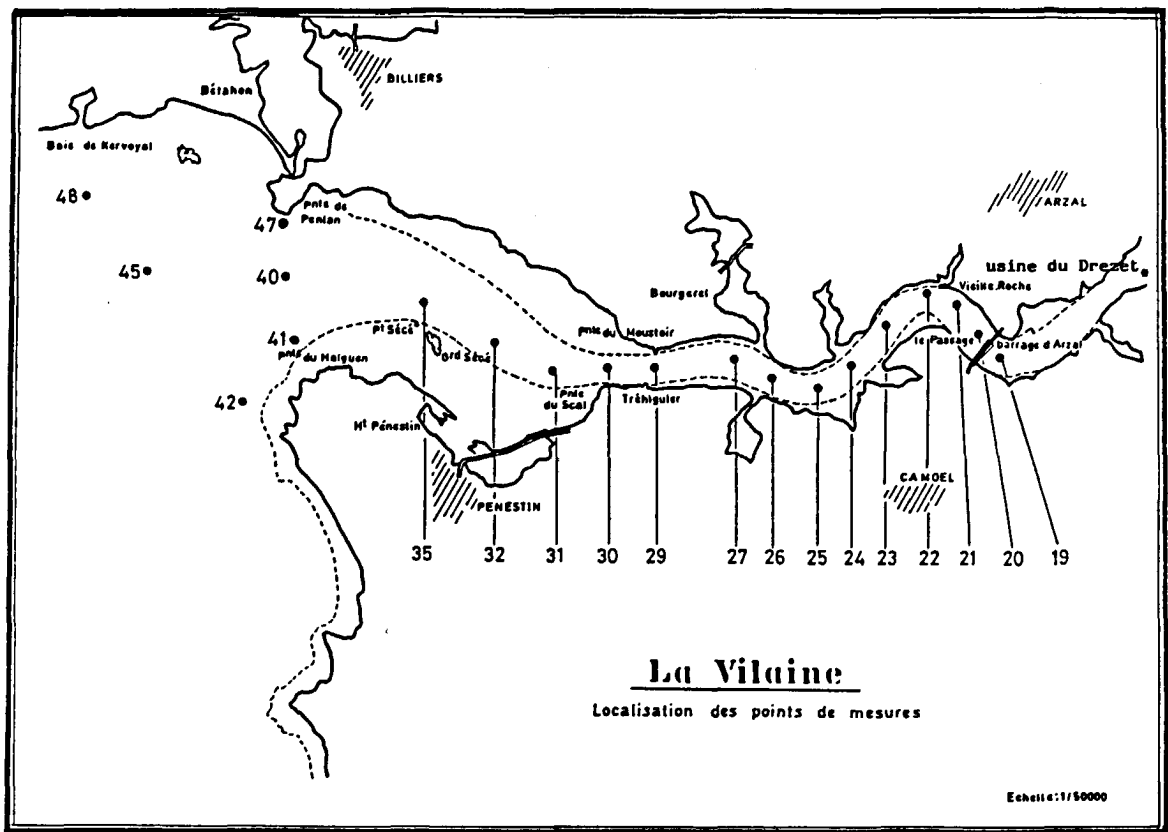 BILLIERS
Bétahon
Baie de Kervoyal
48
Pnte de
Penlan
47
ARZAL
45
40
usine du Drezet
Bourgerel
Vieille Roche
Pt Sécé
Grd Sécé
Pnte du Moustoir
41
Pnte du Halguen
le Passage
barrage d'Arzal
42
Pnte
du Scal
Tréhiguier
Ht Pénestin
CAMOEL
PENESTIN
35
32
31
30
29
27
26
25
24
23
22
21
20
19
La Vilaine
Localisation des points de mesures
Echelle:1/50000